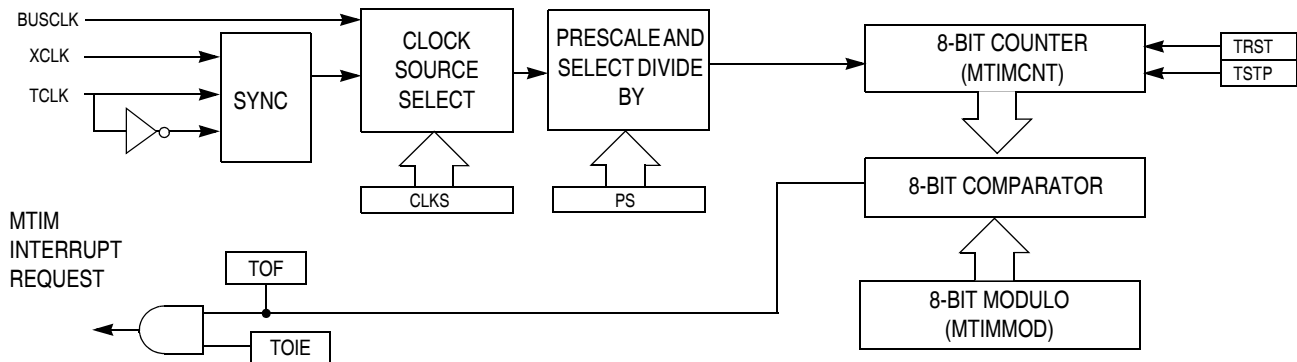 BUSCLK
XCLK
TCLK
SYNC
CLOCK
SOURCE
SELECT
PRESCALE AND
SELECT DIVIDE
BY
8-BIT COUNTER
(MTIMCNT)
TRST
TSTP
CLKS
PS
8-BIT COMPARATOR
MTIM
INTERRUPT
REQUEST
TOF
TOIE
8-BIT MODULO
(MTIMMOD)